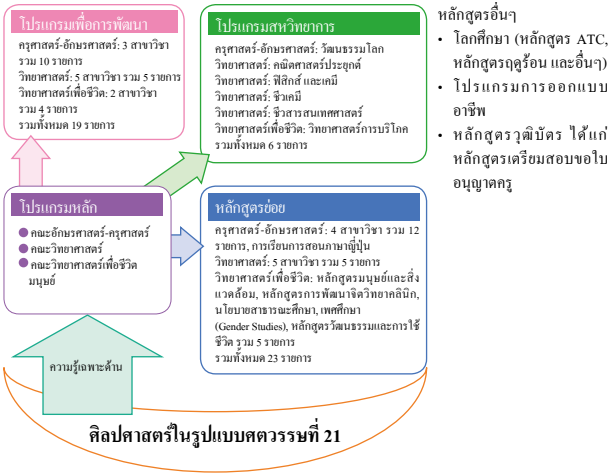 โปรแกรมเพื่อการพัฒนา
ครุศาสตร์-อักษรศาสตร์: 3 สาขาวิชา
รวม 10 รายการ
วิทยาศาสตร์: 5 สาขาวิชา รวม 5 รายการ
วิทยาศาสตร์เพื่อชีวิต: 2 สาขาวิชา
รวม 4 รายการ
รวมทั้งหมด 19 รายการ
โปรแกรมสหวิทยาการ
ครุศาสตร์-อักษรศาสตร์: วัฒนธรรมโลก
วิทยาศาสตร์: คณิตศาสตร์ประยุกต์
วิทยาศาสตร์: ฟิสิกส์ และเคมี
วิทยาศาสตร์: ชีวเคมี
วิทยาศาสตร์: ชีวสารสนเทศศาสตร์
วิทยาศาสตร์เพื่อชีวิต: วิทยาศาสตร์การบริโภค
รวมทั้งหมด 6 รายการ
หลักสูตรอื่นๆ
• โลกศึกษา (หลักสูตร ATC,
หลักสูตรฤดูร้อน และอื่นๆ)
• โปรแกรมการออกแบบ
อาชีพ
• หลักสูตรวุฒิบัตร ได้แก่
หลักสูตรเตรียมสอบขอใบ
อนุญาตครู
โปรแกรมหลัก
คณะอักษรศาสตร์-ครุศาสตร์
คณะวิทยาศาสตร์
คณะวิทยาศาสตร์เพื่อชีวิต
มนุษย์
หลักสูตรย่อย
ครุศาสตร์-อักษรศาสตร์: 4 สาขาวิชา รวม 12
รายการ, การเรียนการสอนภาษาญี่ปุ่น
วิทยาศาสตร์: 5 สาขาวิชา รวม 5 รายการ
วิทยาศาสตร์เพื่อชีวิต: หลักสูตรมนุษย์และสิ่ง
แวดล้อม, หลักสูตรการพัฒนาจิตวิทยาคลินิก,
นโยบายสาธารณะศึกษา, เพศศึกษา
(Gender Studies), หลักสูตรวัฒนธรรมและการใช้
ชีวิต รวม 5 รายการ
รวมทั้งหมด 23 รายการ
ความรู้เฉพาะด้าน
ศิลปศาสตร์ในรูปแบบศตวรรษที่ 21